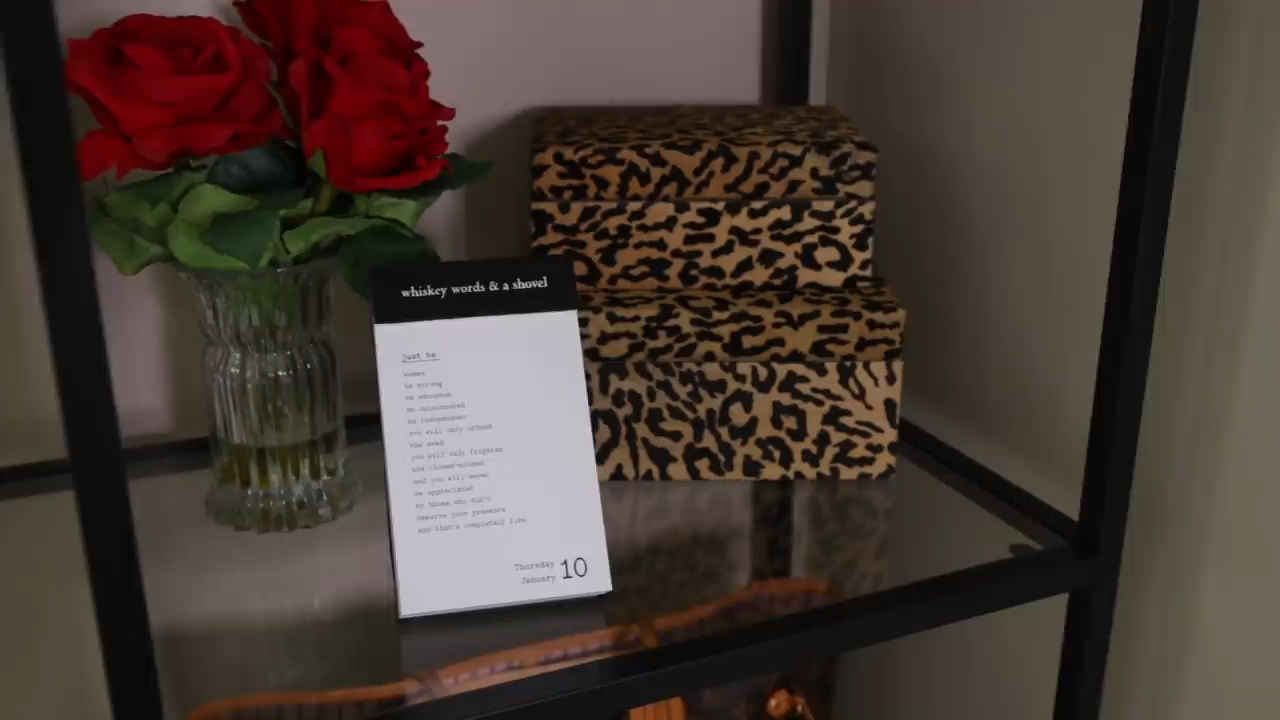 whiskey words & a shovel
Just be
women
be strong
be educated
be opinionated
be independent
you will only offend
the weak
you will only frighten
the closed-minded
and you will never
be appreciated
by those who don't
deserve your presence
and that's completely fine
Thursday
January 10